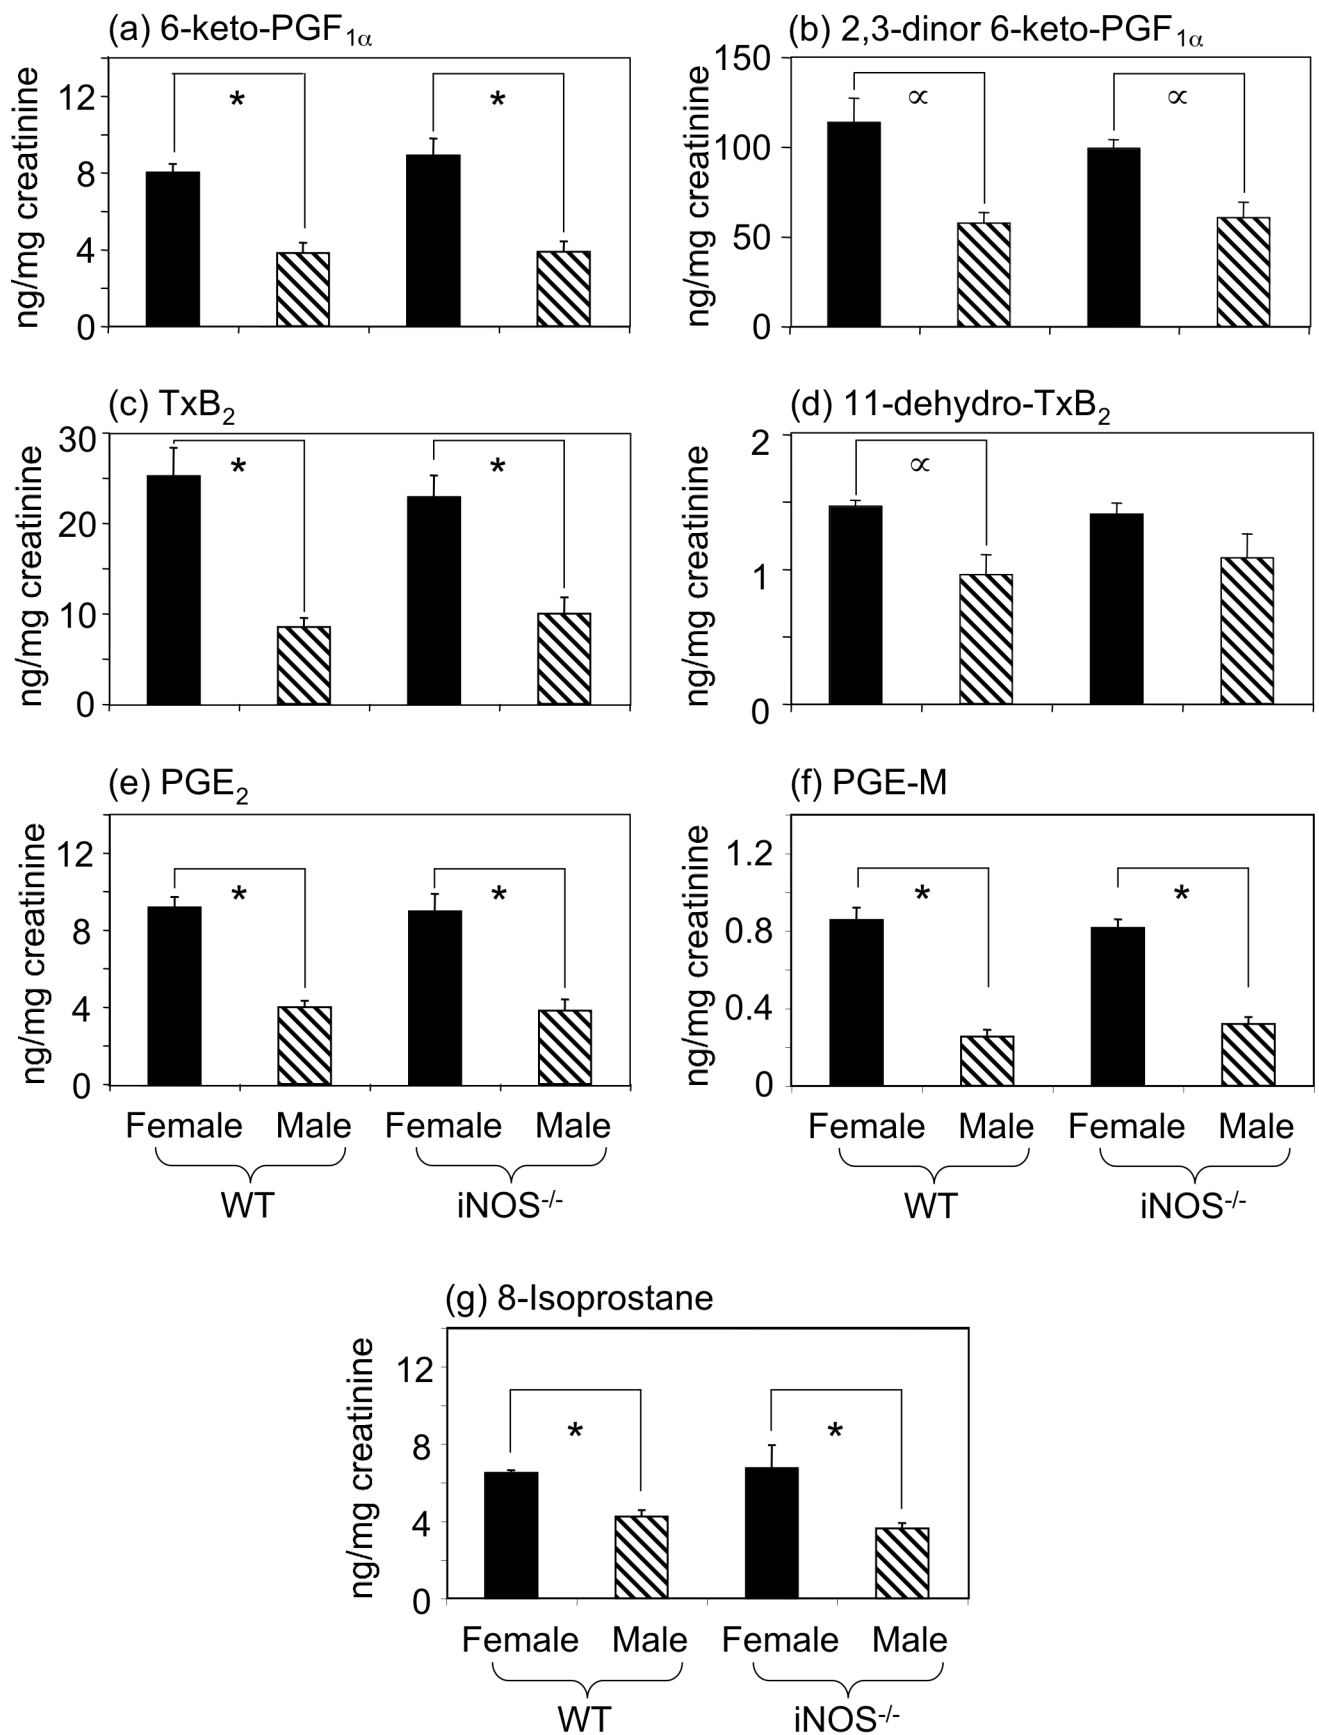 (a) 6-keto-PGF1α
(b) 2,3-dinor 6-keto-PGF1α
ng/mg creatinine
12
8
4
0
*
*
ng/mg creatinine
150
100
50
0
∝
∝
(c) TxB2
(d) 11-dehydro-TxB2
ng/mg creatinine
30
20
10
0
*
*
ng/mg creatinine
2
1
0
∝
(e) PGE2
(f) PGE-M
ng/mg creatinine
12
8
4
0
*
*
ng/mg creatinine
1.2
0.8
0.4
0
*
*
Female Male Female Male
WT iNOS-/-
Female Male Female Male
WT iNOS-/-
(g) 8-Isoprostane
ng/mg creatinine
12
8
4
0
*
*
Female Male Female Male
WT iNOS-/-